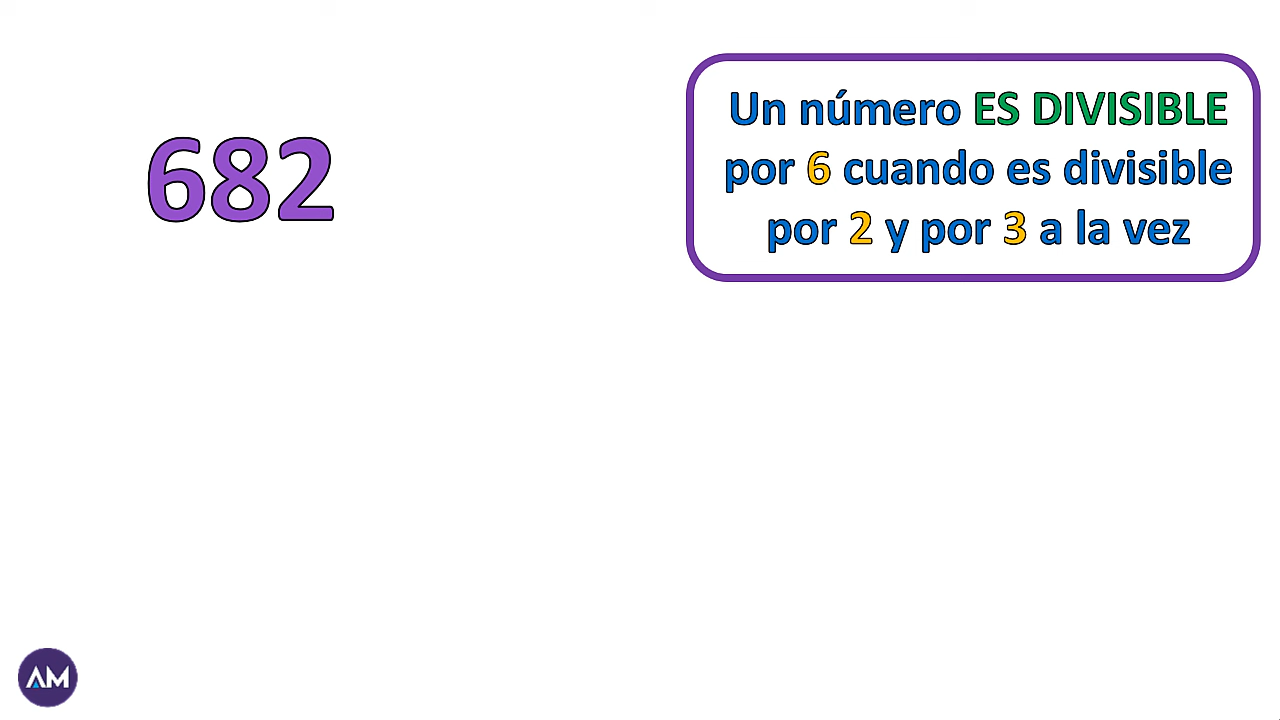 682
Un número ES DIVISIBLE
por 6 cuando es divisible
por 2 y por 3 a la vez
AM